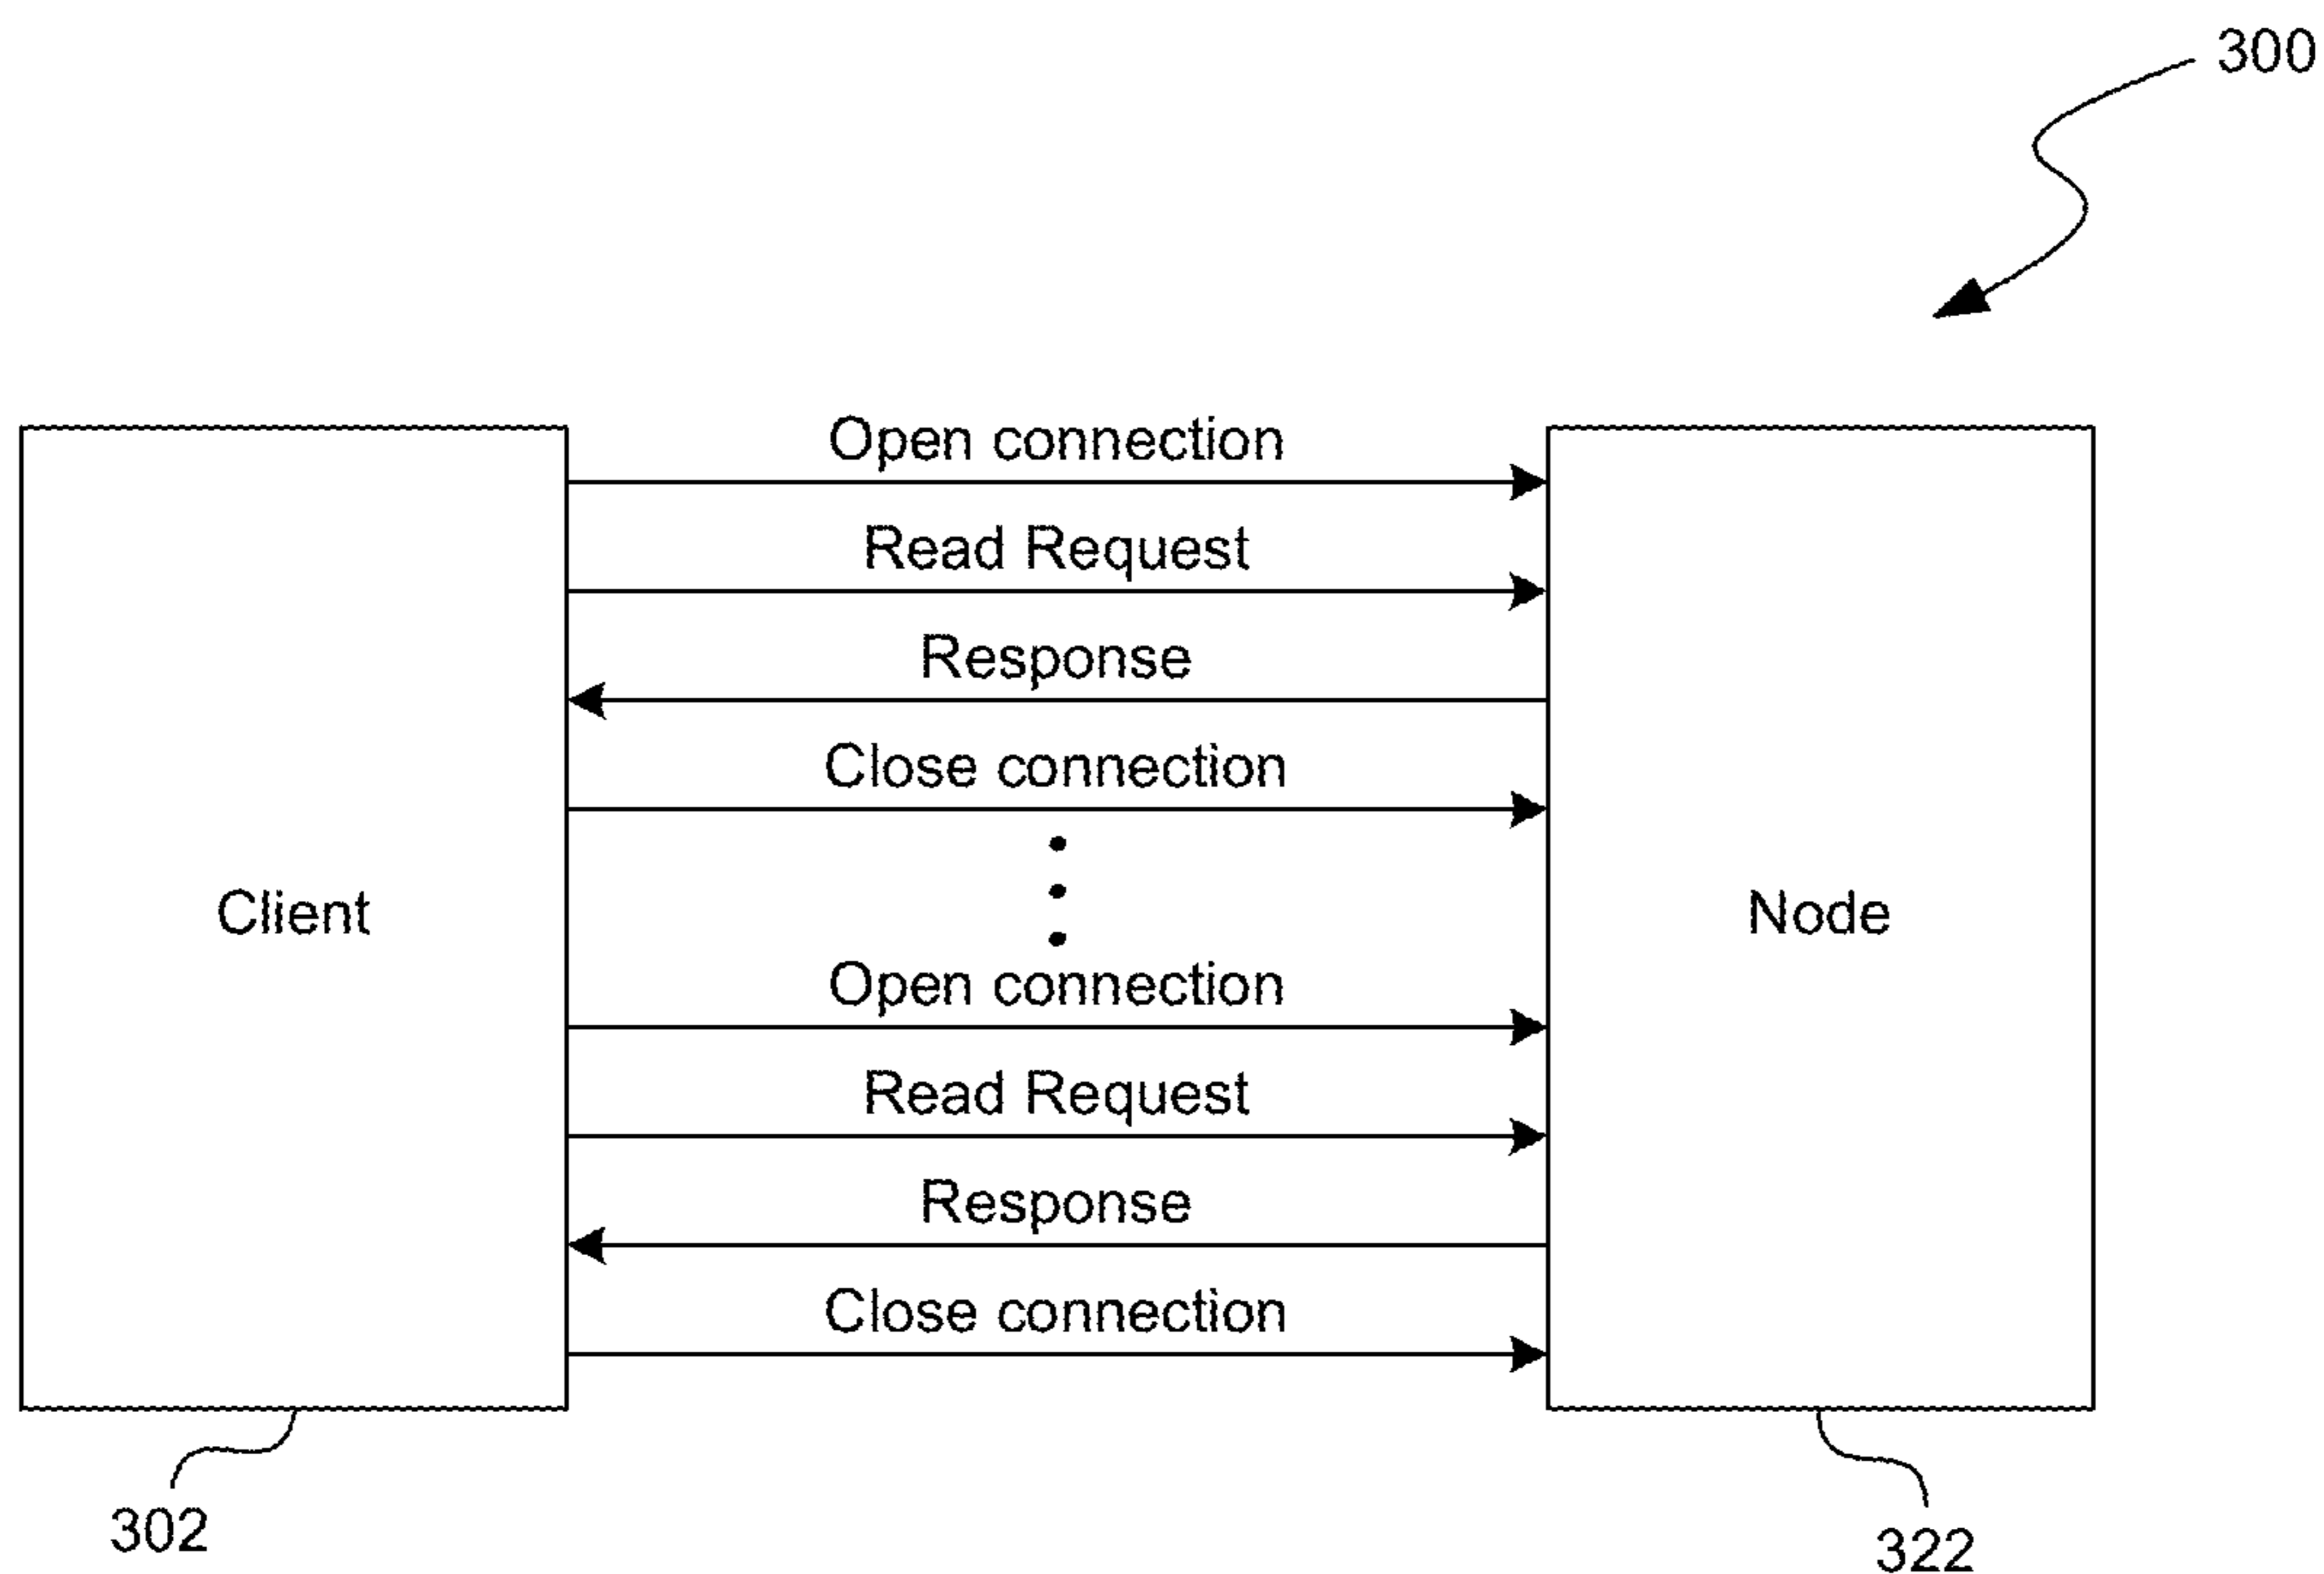 300
Open connection
Read Request
Response
Close connection
Client
Node
Open connection
Read Request
Response
Close connection
302
322